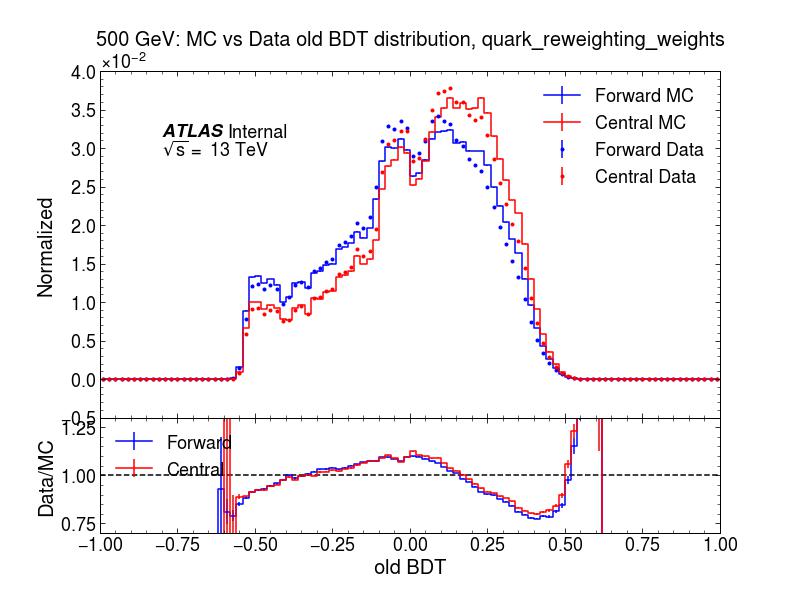 500 GeV: MC vs Data old BDT distribution, quark_reweighting_weights
×10⁻²
4.0
3.5
3.0
2.5
2.0
1.5
1.0
0.5
0.0
−0.5
Normalized
ATLAS Internal
√s = 13 TeV
Forward MC
Central MC
Forward Data
Central Data
1.25
1.00
0.75
Data/MC
Forward
Central
−1.00 −0.75 −0.50 −0.25 0.00 0.25 0.50 0.75 1.00
old BDT